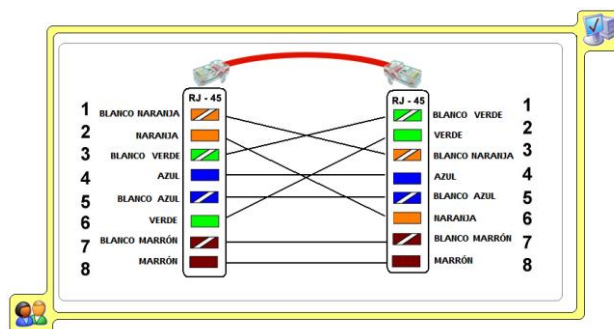 RJ - 45
1 BLANCO NARANJA
2 NARANJA
3 BLANCO VERDE
4 AZUL
5 BLANCO AZUL
6 VERDE
7 BLANCO MARRÓN
8 MARRÓN
RJ - 45
BLANCO VERDE 1
VERDE 2
BLANCO NARANJA 3
AZUL 4
BLANCO AZUL 5
NARANJA 6
BLANCO MARRÓN 7
MARRÓN 8